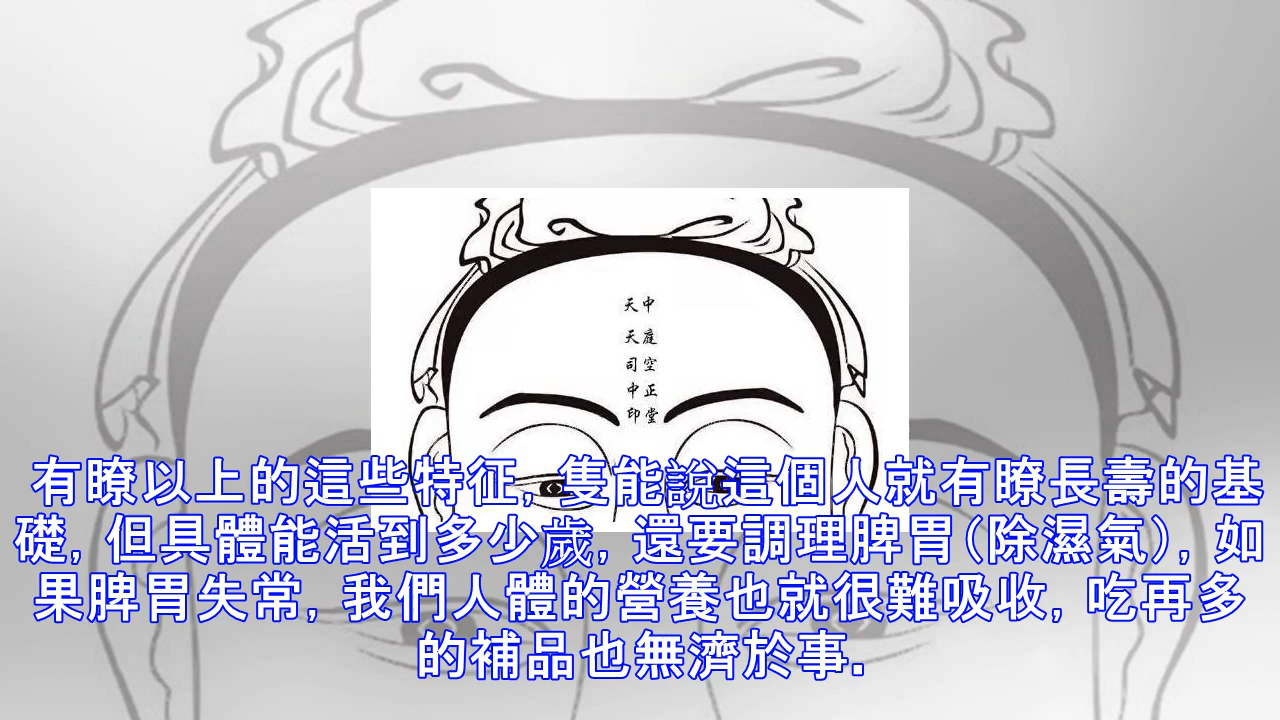 天中
天庭
司空
中正
印堂
有瞭以上的這些特征, 隻能說這個人就有瞭長壽的基
礎, 但具體能活到多少歲, 還要調理脾胃(除濕氣), 如
果脾胃失常, 我們人體的營養也就很難吸收, 吃再多
的補品也無濟於事.